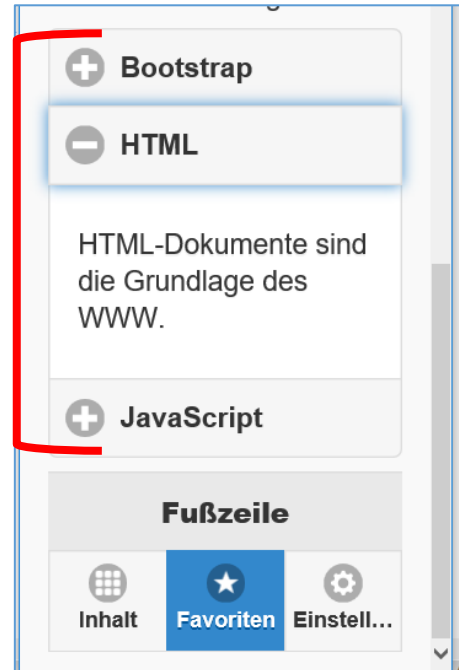 Bootstrap
HTML
HTML-Dokumente sind
die Grundlage des
WWW.
JavaScript
Fußzeile
Inhalt
Favoriten
Einstell...